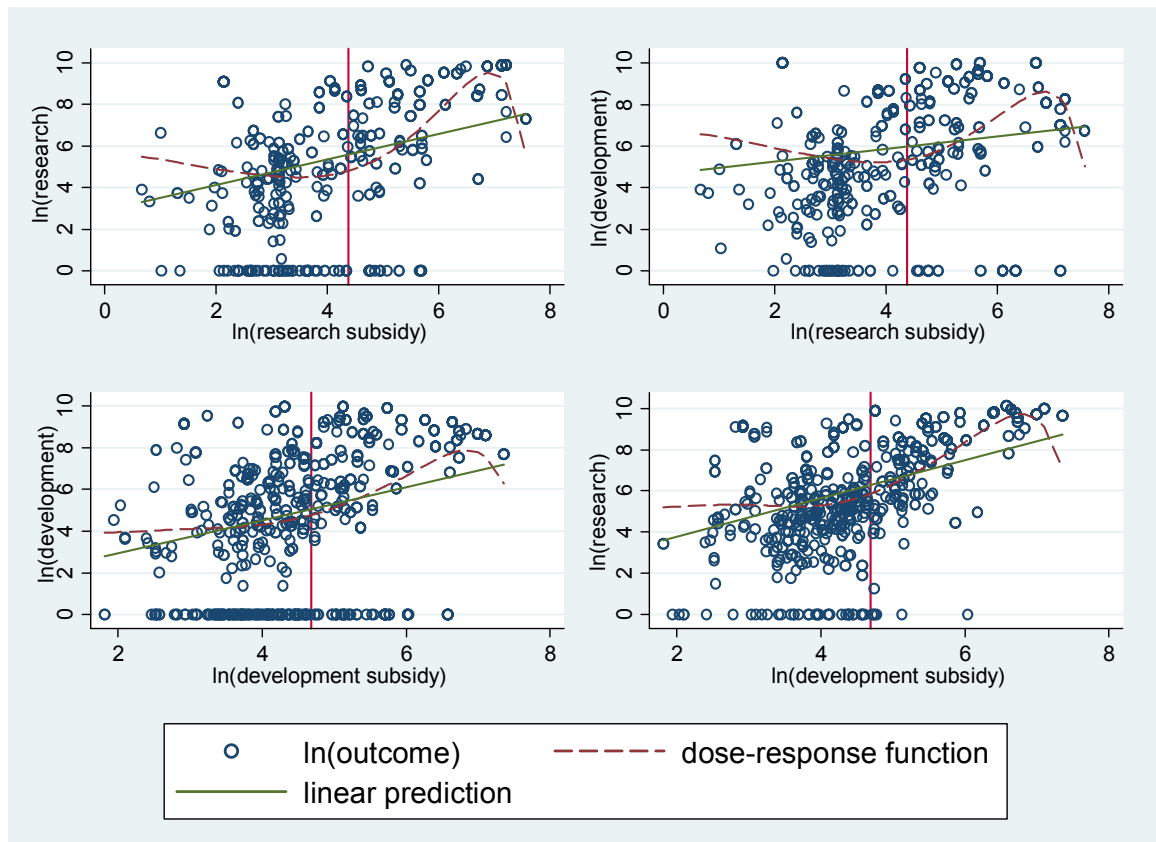 ln(research)
10
8
6
4
2
0
0 2 4 6 8
ln(research subsidy)
ln(development)
10
8
6
4
2
0
0 2 4 6 8
ln(research subsidy)
ln(development)
10
8
6
4
2
0
2 4 6 8
ln(development subsidy)
ln(research)
10
8
6
4
2
0
2 4 6 8
ln(development subsidy)
ln(outcome)
dose-response function
linear prediction